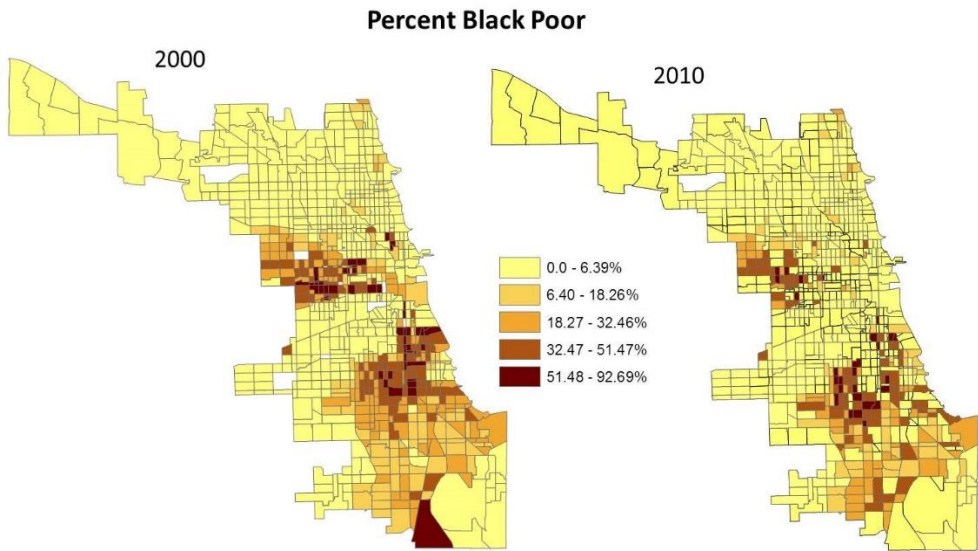 Percent Black Poor
2000
2010
0.0 - 6.39%
6.40 - 18.26%
18.27 - 32.46%
32.47 - 51.47%
51.48 - 92.69%